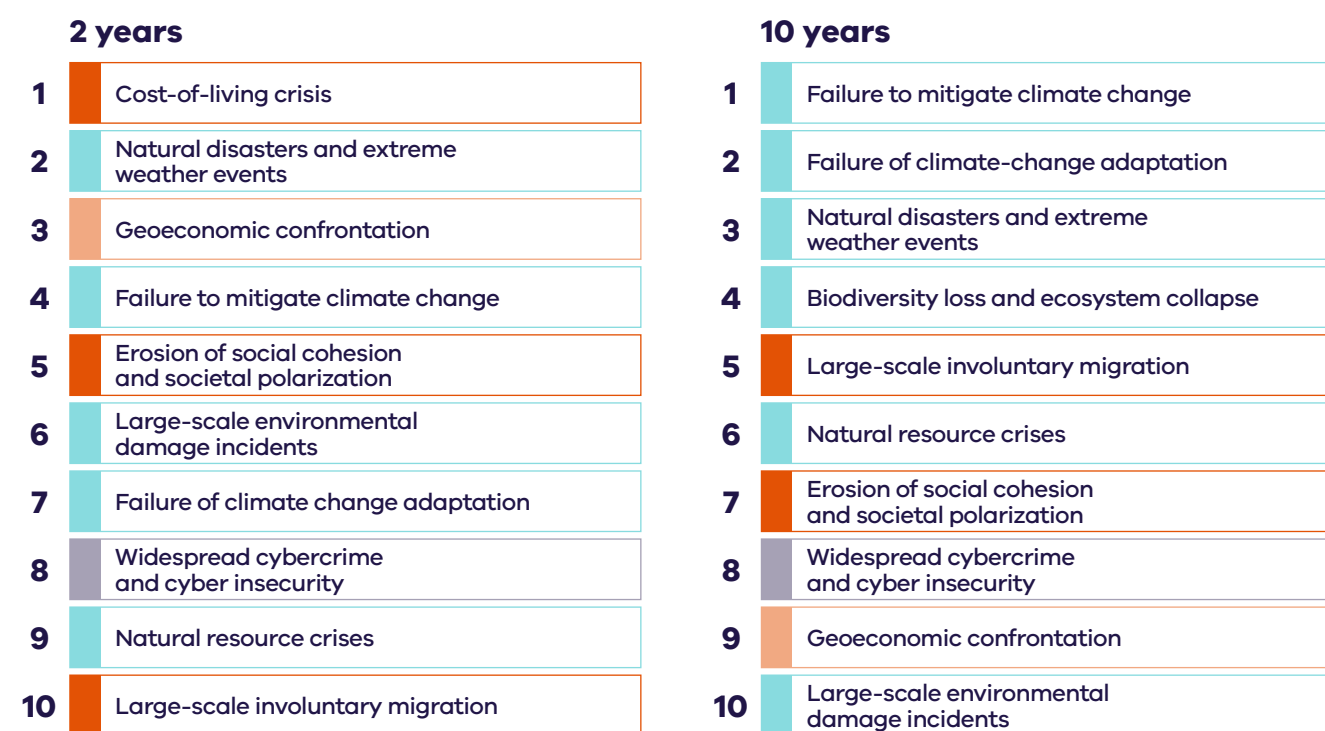 2 years
1
Cost-of-living crisis
2
Natural disasters and extreme
weather events
3
Geoeconomic confrontation
4
Failure to mitigate climate change
5
Erosion of social cohesion
and societal polarization
6
Large-scale environmental
damage incidents
7
Failure of climate change adaptation
8
Widespread cybercrime
and cyber insecurity
9
Natural resource crises
10
Large-scale involuntary migration
10 years
1
Failure to mitigate climate change
2
Failure of climate-change adaptation
3
Natural disasters and extreme
weather events
4
Biodiversity loss and ecosystem collapse
5
Large-scale involuntary migration
6
Natural resource crises
7
Erosion of social cohesion
and societal polarization
8
Widespread cybercrime
and cyber insecurity
9
Geoeconomic confrontation
10
Large-scale environmental
damage incidents